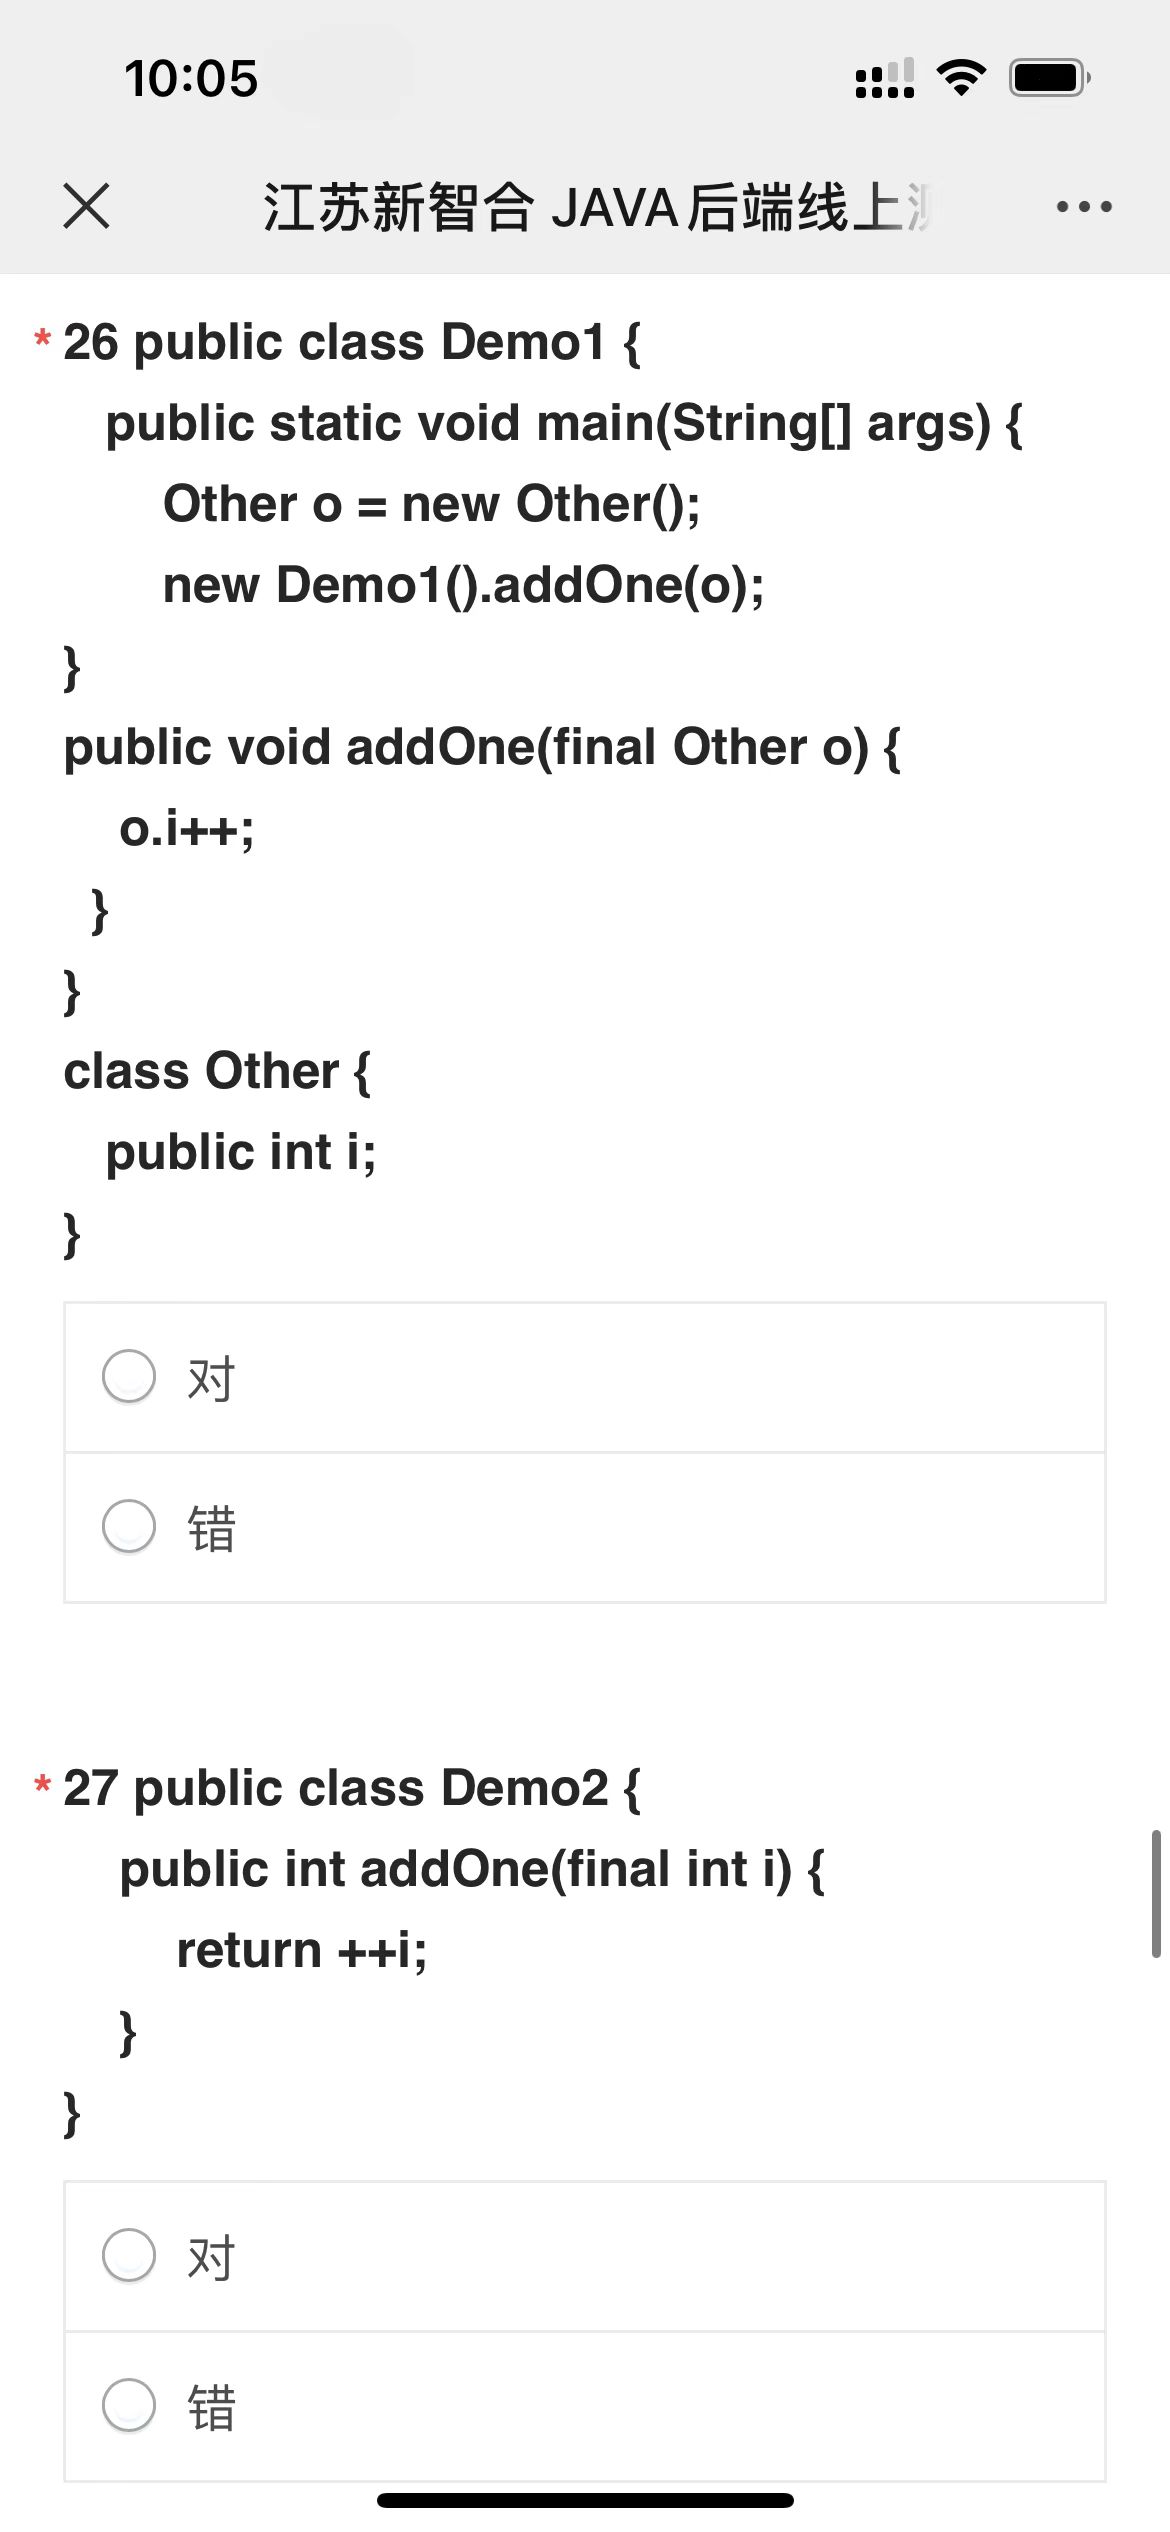 10:05
江苏新智合 JAVA 后端线上
* 26 public class Demo1 {
public static void main(String[] args) {
Other o = new Other();
new Demo1().addOne(o);
}
public void addOne(final Other o) {
o.i++;
}
}
class Other {
public int i;
}
对
错
* 27 public class Demo2 {
public int addOne(final int i) {
return ++i;
}
}
对
错